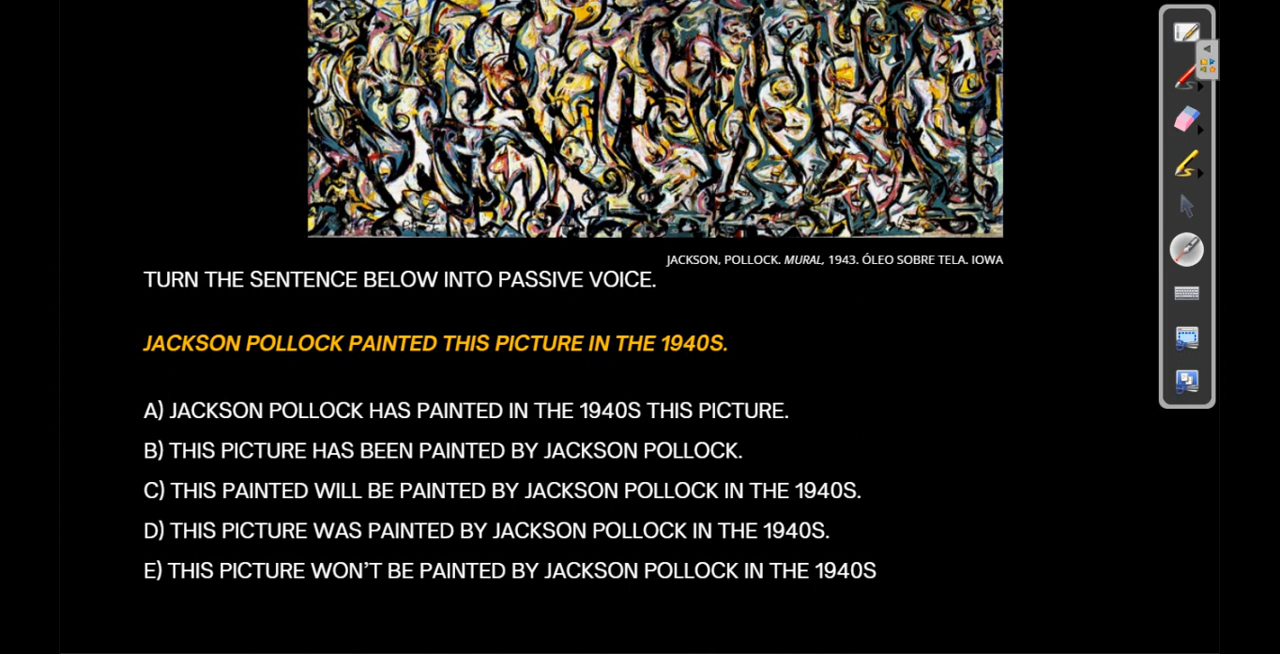 JACKSON, POLLOCK. MURAL, 1943. ÓLEO SOBRE TELA. IOWA
TURN THE SENTENCE BELOW INTO PASSIVE VOICE.
JACKSON POLLOCK PAINTED THIS PICTURE IN THE 1940S.
A) JACKSON POLLOCK HAS PAINTED IN THE 1940S THIS PICTURE.
B) THIS PICTURE HAS BEEN PAINTED BY JACKSON POLLOCK.
C) THIS PAINTED WILL BE PAINTED BY JACKSON POLLOCK IN THE 1940S.
D) THIS PICTURE WAS PAINTED BY JACKSON POLLOCK IN THE 1940S.
E) THIS PICTURE WON’T BE PAINTED BY JACKSON POLLOCK IN THE 1940S